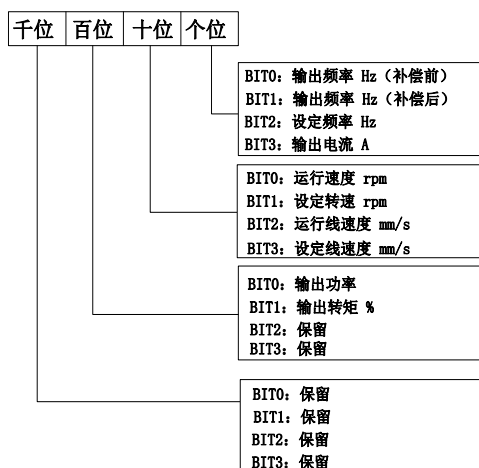 千位 百位 十位 个位
BIT0: 输出频率 Hz（补偿前）
BIT1: 输出频率 Hz（补偿后）
BIT2: 设定频率 Hz
BIT3: 输出电流 A
BIT0: 运行速度 rpm
BIT1: 设定转速 rpm
BIT2: 运行线速度 mm/s
BIT3: 设定线速度 mm/s
BIT0: 输出功率
BIT1: 输出转矩 %
BIT2: 保留
BIT3: 保留
BIT0: 保留
BIT1: 保留
BIT2: 保留
BIT3: 保留